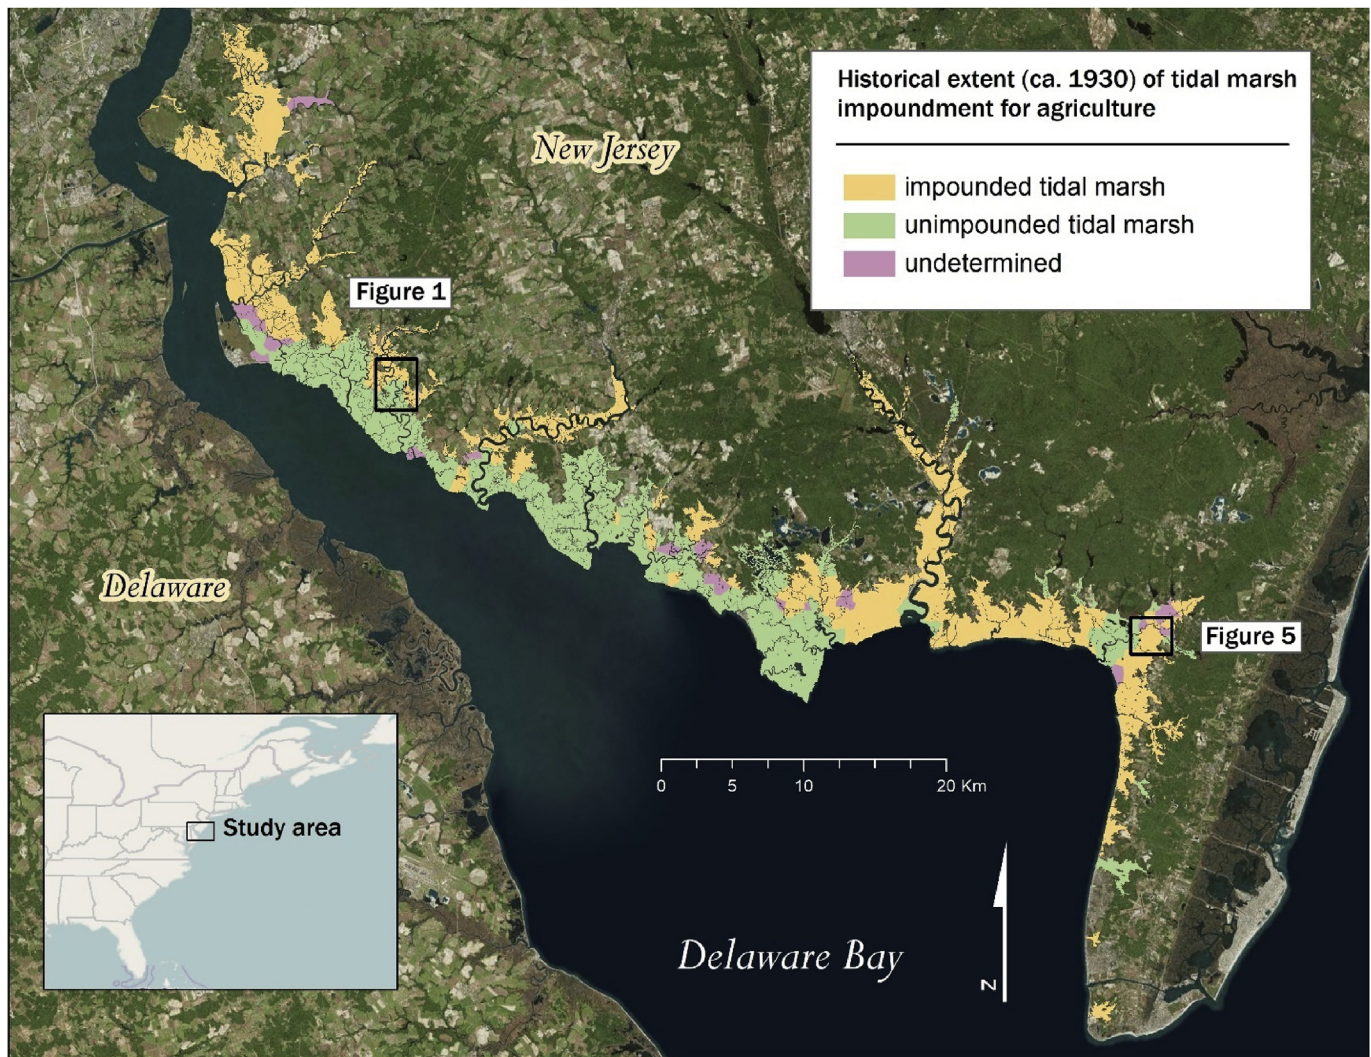 Historical extent (ca. 1930) of tidal marsh
impoundment for agriculture
impounded tidal marsh
unimpounded tidal marsh
undetermined
New Jersey
Figure 1
Delaware
Figure 5
Study area
0 5 10 20 Km
Delaware Bay
N